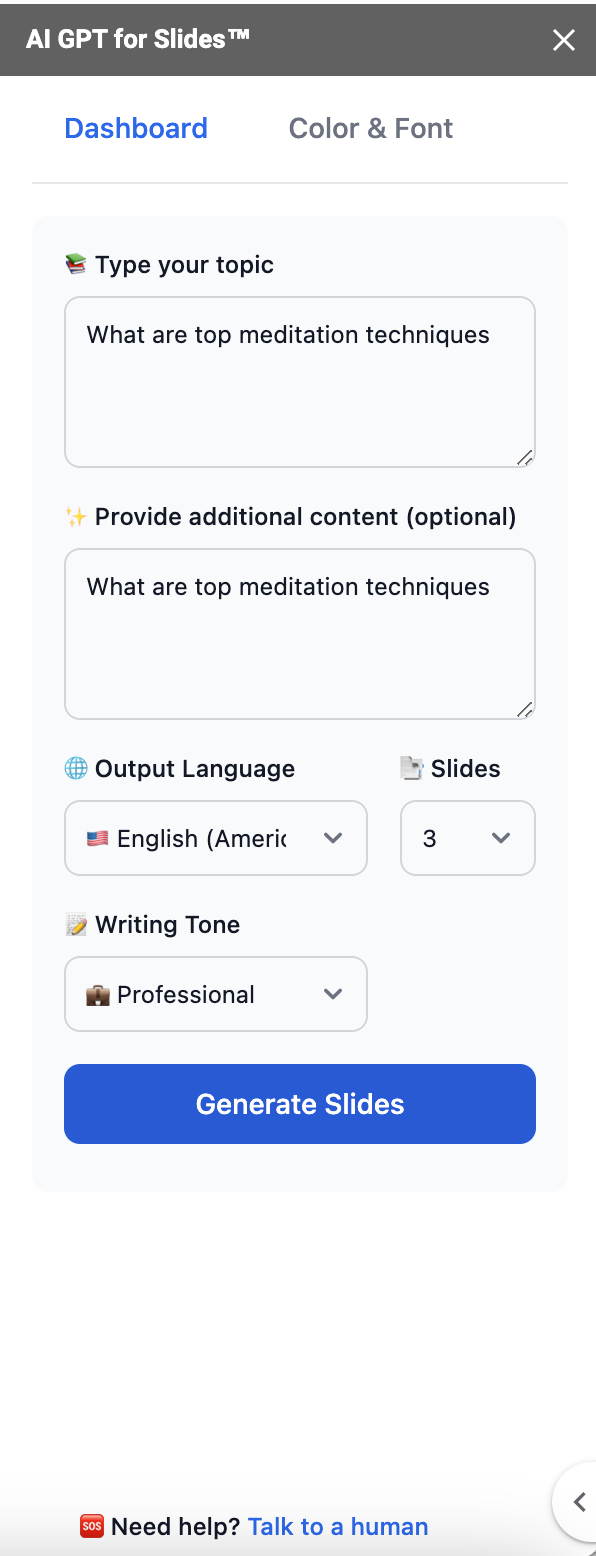 AI GPT for Slides™
Dashboard Color & Font
Type your topic
What are top meditation techniques
Provide additional content (optional)
What are top meditation techniques
Output Language Slides
English (Americ 3
Writing Tone
Professional
Generate Slides
SOS Need help? Talk to a human